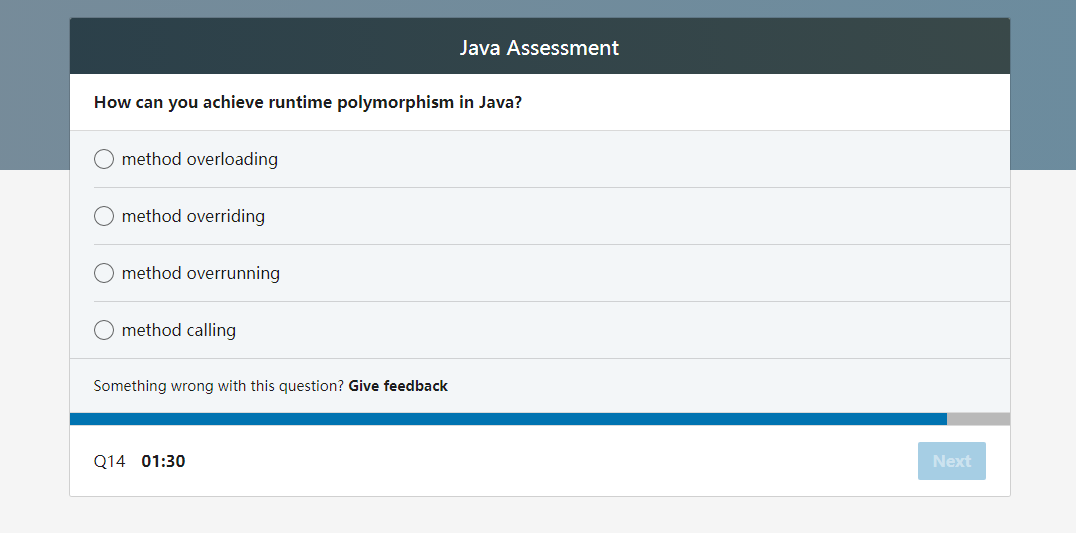 Java Assessment
How can you achieve runtime polymorphism in Java?
method overloading
method overriding
method overrunning
method calling
Something wrong with this question? Give feedback
Q14 01:30 Next